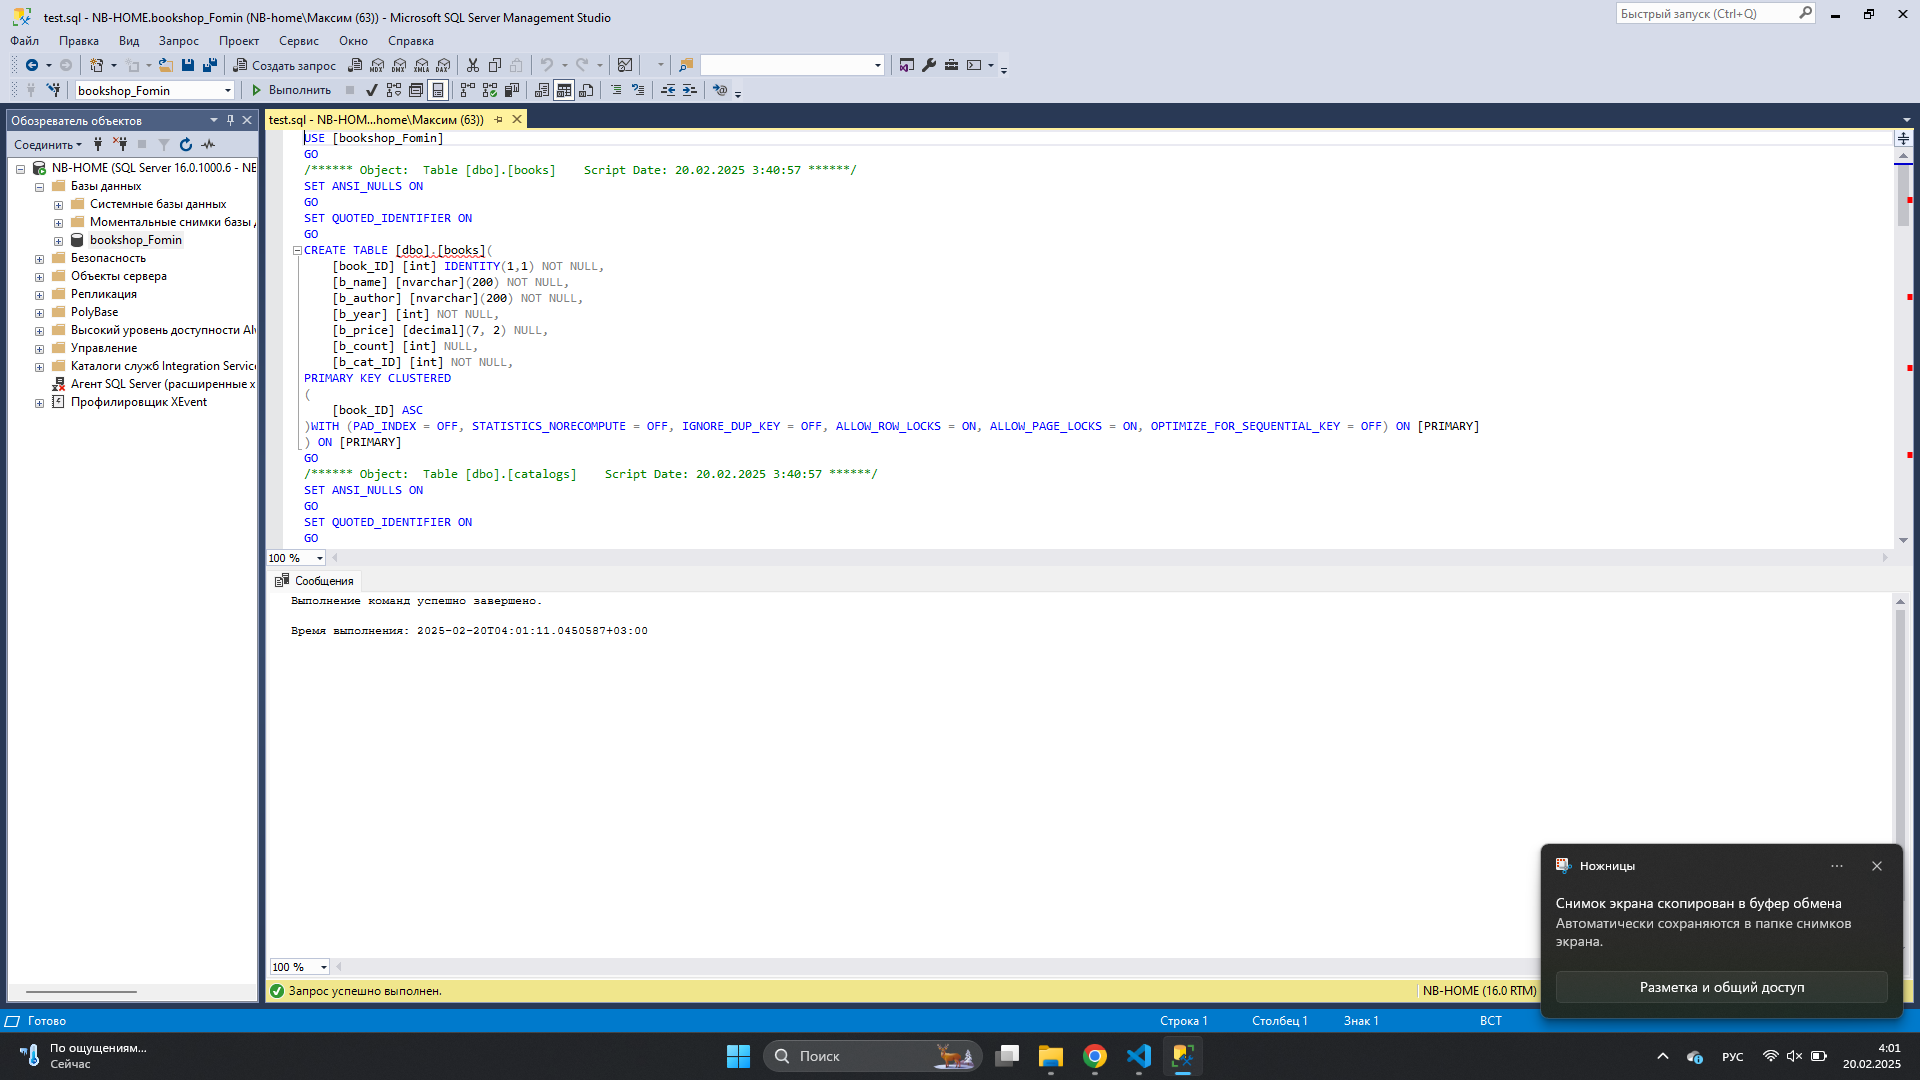 test.sql - NB-HOME.bookshop_Fomin (NB-home\Максим (63)) - Microsoft SQL Server Management Studio
Быстрый запуск (Ctrl+Q)
Файл Правка Вид Запрос Проект Сервис Окно Справка
Создать запрос
MDX DMX XMLA DAX
bookshop_Fomin
Выполнить
Обозреватель объектов
Соединить
NB-HOME (SQL Server 16.0.1000.6 - NB
Базы данных
Системные базы данных
Моментальные снимки базы
bookshop_Fomin
Безопасность
Объекты сервера
Репликация
PolyBase
Высокий уровень доступности Al
Управление
Каталоги служб Integration Servic
Агент SQL Server (расширенные х
Профилировщик XEvent
test.sql - NB-HOM...home\Максим (63))
USE [bookshop_Fomin]
GO
/****** Object:  Table [dbo].[books]    Script Date: 20.02.2025 3:40:57 ******/
SET ANSI_NULLS ON
GO
SET QUOTED_IDENTIFIER ON
GO
CREATE TABLE [dbo].[books](
[book_ID] [int] IDENTITY(1,1) NOT NULL,
[b_name] [nvarchar](200) NOT NULL,
[b_author] [nvarchar](200) NOT NULL,
[b_year] [int] NOT NULL,
[b_price] [decimal](7, 2) NULL,
[b_count] [int] NULL,
[b_cat_ID] [int] NOT NULL,
PRIMARY KEY CLUSTERED
(
[book_ID] ASC
)WITH (PAD_INDEX = OFF, STATISTICS_NORECOMPUTE = OFF, IGNORE_DUP_KEY = OFF, ALLOW_ROW_LOCKS = ON, ALLOW_PAGE_LOCKS = ON, OPTIMIZE_FOR_SEQUENTIAL_KEY = OFF) ON [PRIMARY]
) ON [PRIMARY]
GO
/****** Object:  Table [dbo].[catalogs]    Script Date: 20.02.2025 3:40:57 ******/
SET ANSI_NULLS ON
GO
SET QUOTED_IDENTIFIER ON
GO
100 %
Сообщения
Выполнение команд успешно завершено.
Время выполнения: 2025-02-20T04:01:11.0450587+03:00
100 %
Запрос успешно выполнен.
NB-HOME (16.0 RTM)
Ножницы
Снимок экрана скопирован в буфер обмена
Автоматически сохраняются в папке снимков
экрана.
Разметка и общий доступ
Готово
Строка 1 Столбец 1 Знак 1 ВСТ
По ощущениям...
Сейчас
Поиск
РУС
4:01
20.02.2025